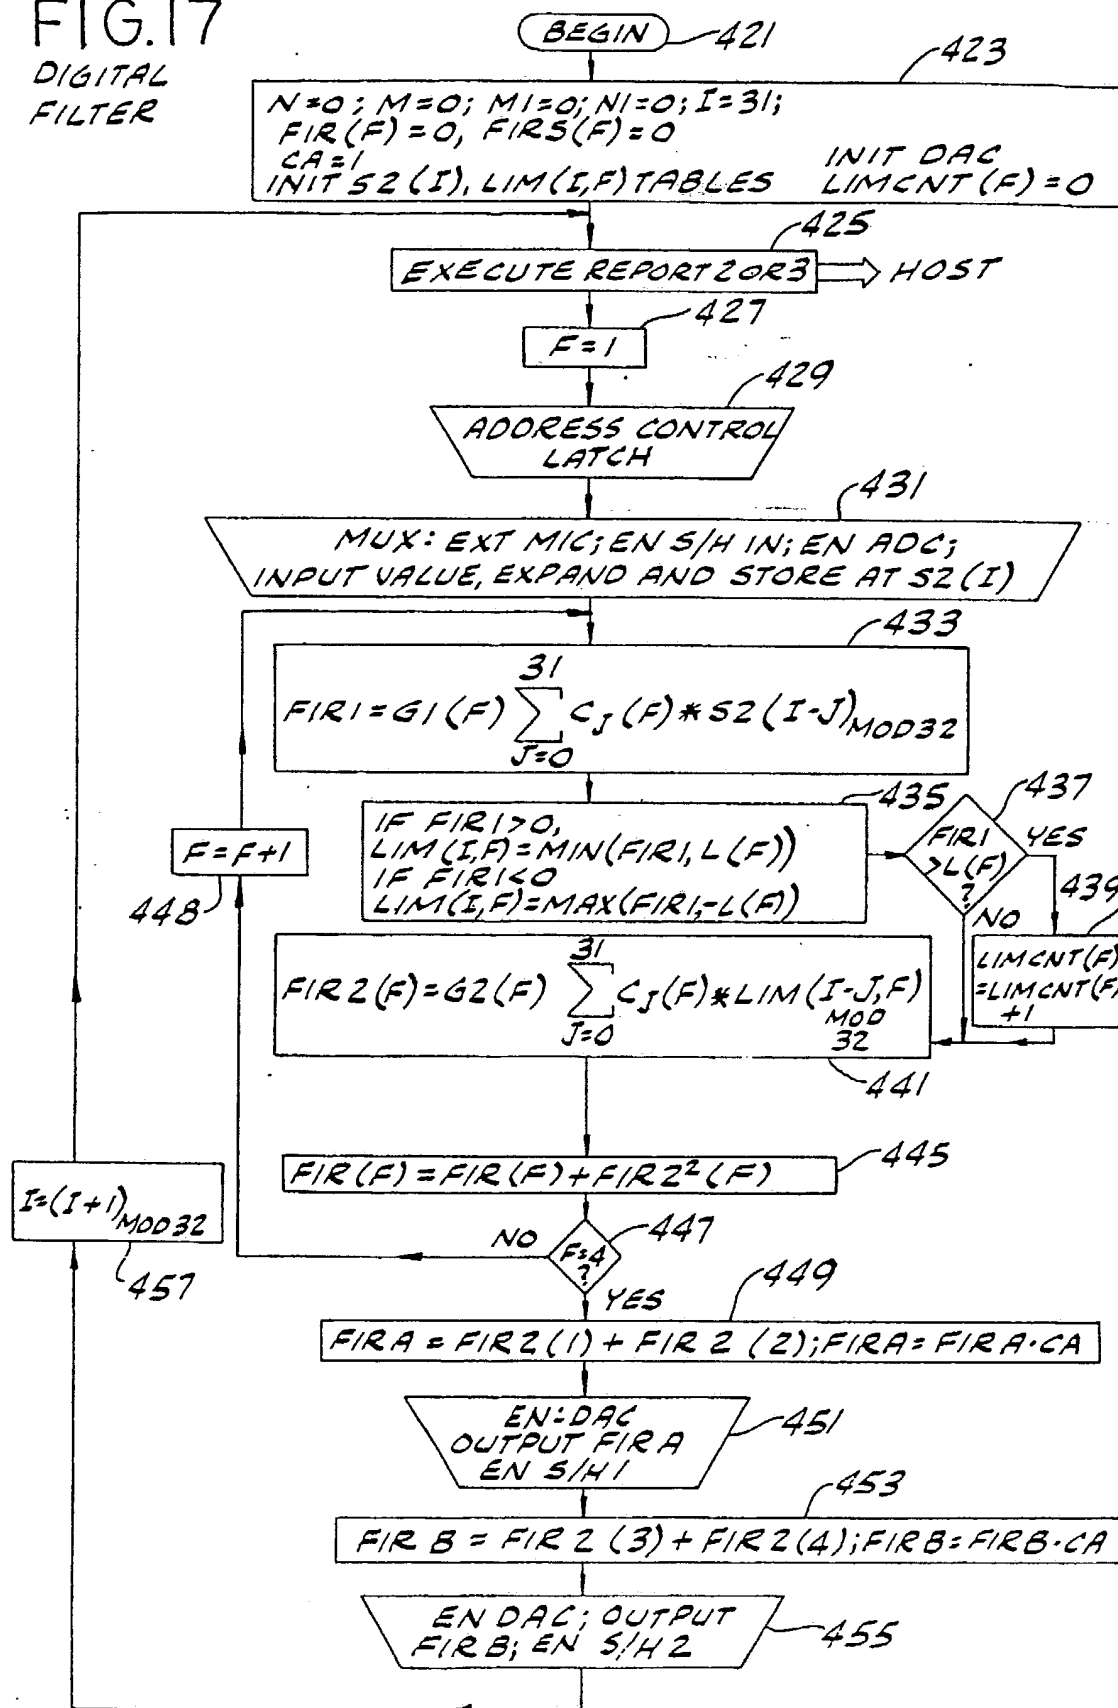 FIG.17
DIGITAL
FILTER
BEGIN
421
423
N=0; M=0; M1=0; N1=0; I=31;
FIR(F)=0, FIRS(F)=0
CA=1
INIT S2(I), LIM(I,F) TABLES
INIT DAC
LIMCNT(F)=0
425
EXECUTE REPORT 2 OR 3
HOST
427
F=1
429
ADDRESS CONTROL
LATCH
431
MUX: EXT MIC; EN S/H IN; EN ADC;
INPUT VALUE, EXPAND AND STORE AT S2(I)
433
31
FIR1=G1(F) ∑ CJ(F)*S2(I-J)MOD32
J=0
435
IF FIR1>0,
LIM(I,F)=MIN(FIR1,L(F))
IF FIR1<0
LIM(I,F)=MAX(FIR1,-L(F))
437
FIR1
>L(F)
?
YES
NO
439
LIMCNT(F)
=LIMCNT(F)
+1
F=F+1
448
31
FIR2(F)=G2(F) ∑ CJ(F)*LIM(I-J,F)
MOD
32
J=0
441
FIR(F)=FIR(F)+FIR2²(F)
445
I=(I+1)MOD32
457
NO
F=4
?
447
YES
449
FIRA=FIR2(1)+FIR2(2);FIRA=FIRA·CA
EN:DAC
OUTPUT FIRA
EN S/H1
451
453
FIRB=FIR2(3)+FIR2(4);FIRB=FIRB·CA
EN DAC; OUTPUT
FIRB; EN S/H2
455